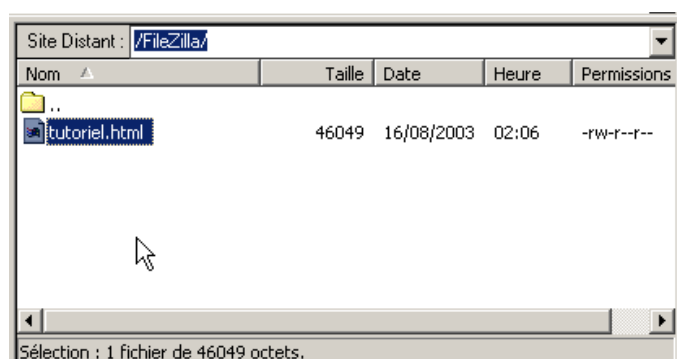 Site Distant : /FileZilla/
Nom Taille Date Heure Permissions
..
tutoriel.html 46049 16/08/2003 02:06 -rw-r--r--
Sélection : 1 fichier de 46049 octets.